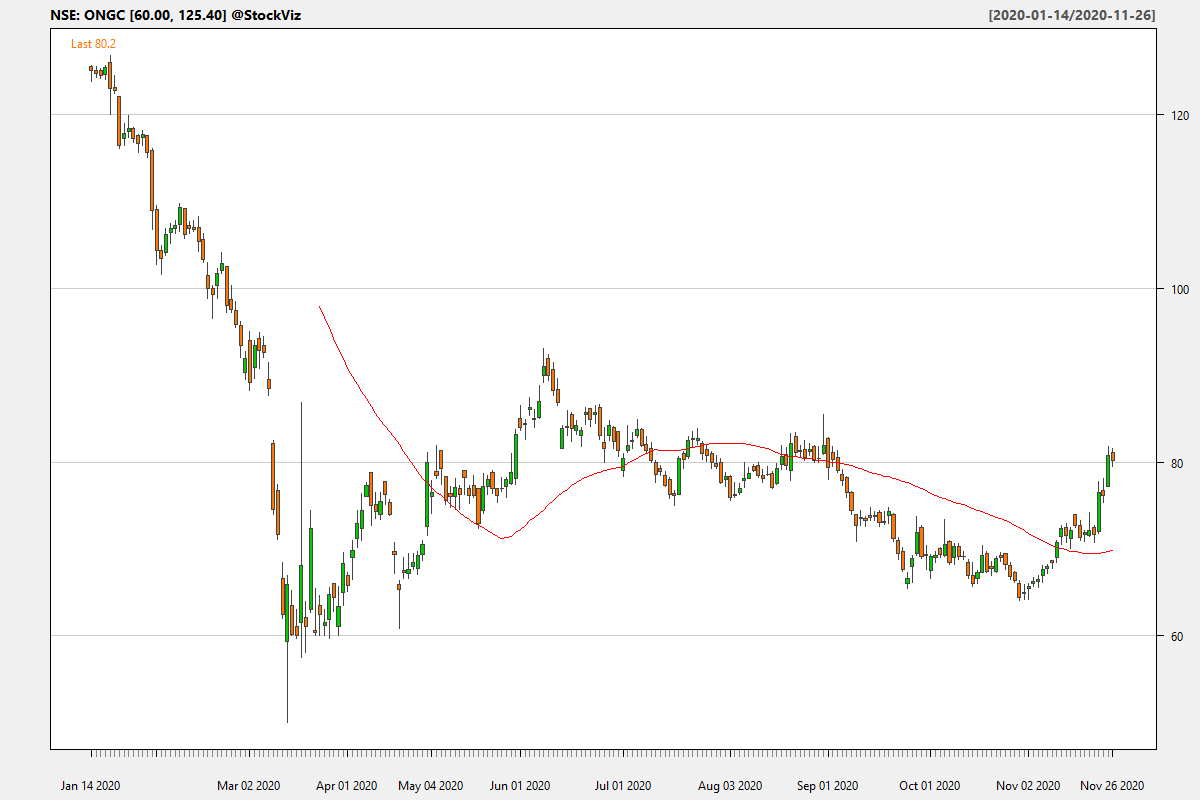 NSE: ONGC [60.00, 125.40] @StockViz [2020-01-14/2020-11-26]
Last 80.2
120
100
80
60
Jan 14 2020 Mar 02 2020 Apr 01 2020 May 04 2020 Jun 01 2020 Jul 01 2020 Aug 03 2020 Sep 01 2020 Oct 01 2020 Nov 02 2020 Nov 26 2020